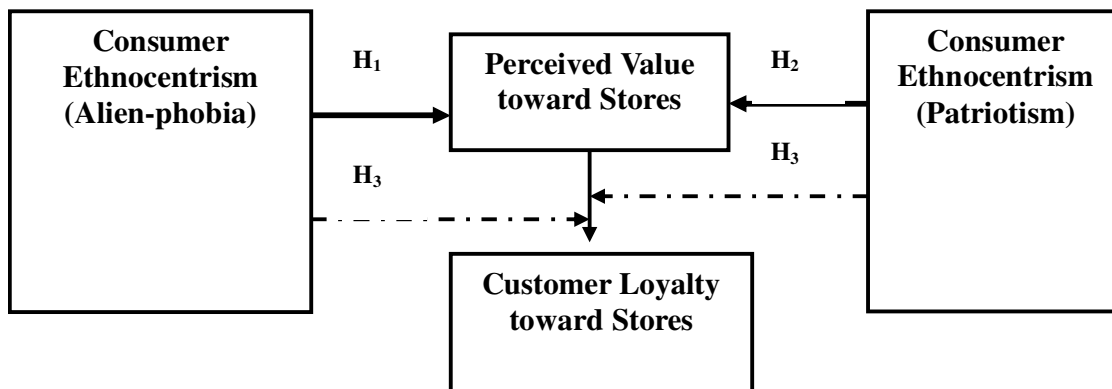 Consumer
Ethnocentrism
(Alien-phobia)
H₁
Perceived Value
toward Stores
H₂
Consumer
Ethnocentrism
(Patriotism)
H₃
H₃
Customer Loyalty
toward Stores